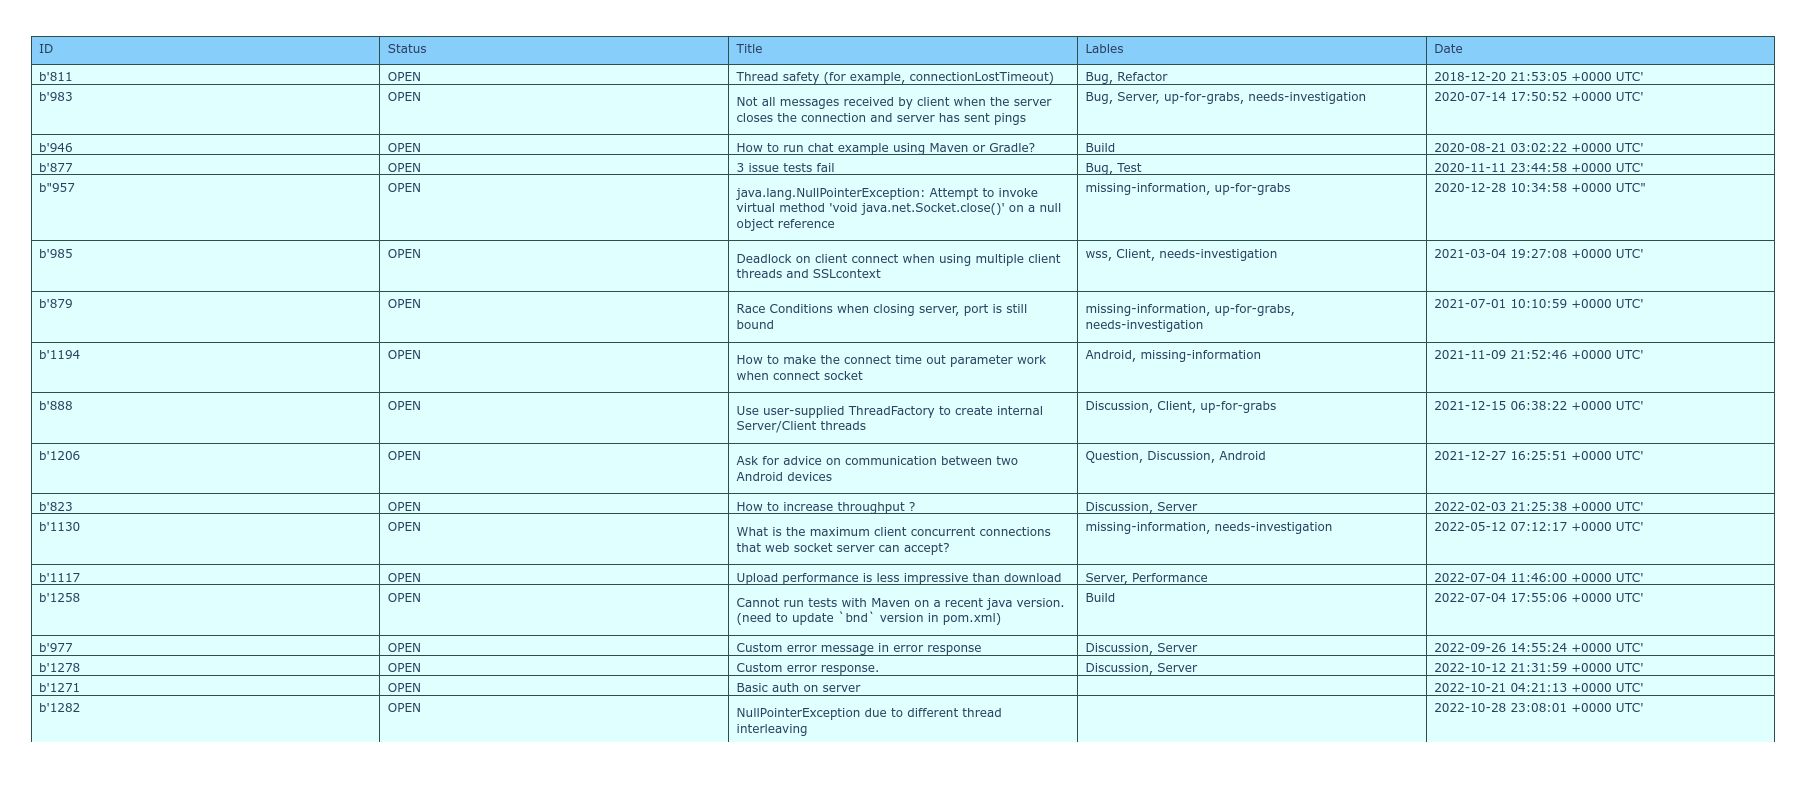 ID Status Title Lables Date
b'811 OPEN Thread safety (for example, connectionLostTimeout) Bug, Refactor 2018-12-20 21:53:05 +0000 UTC'
b'983 OPEN Not all messages received by client when the server Bug, Server, up-for-grabs, needs-investigation 2020-07-14 17:50:52 +0000 UTC'
closes the connection and server has sent pings
b'946 OPEN How to run chat example using Maven or Gradle? Build 2020-08-21 03:02:22 +0000 UTC'
b'877 OPEN 3 issue tests fail Bug, Test 2020-11-11 23:44:58 +0000 UTC'
b"957 OPEN java.lang.NullPointerException: Attempt to invoke missing-information, up-for-grabs 2020-12-28 10:34:58 +0000 UTC"
virtual method 'void java.net.Socket.close()' on a null
object reference
b'985 OPEN Deadlock on client connect when using multiple client wss, Client, needs-investigation 2021-03-04 19:27:08 +0000 UTC'
threads and SSLcontext
b'879 OPEN Race Conditions when closing server, port is still missing-information, up-for-grabs, 2021-07-01 10:10:59 +0000 UTC'
bound needs-investigation
b'1194 OPEN How to make the connect time out parameter work Android, missing-information 2021-11-09 21:52:46 +0000 UTC'
when connect socket
b'888 OPEN Use user-supplied ThreadFactory to create internal Discussion, Client, up-for-grabs 2021-12-15 06:38:22 +0000 UTC'
Server/Client threads
b'1206 OPEN Ask for advice on communication between two Question, Discussion, Android 2021-12-27 16:25:51 +0000 UTC'
Android devices
b'823 OPEN How to increase throughput ? Discussion, Server 2022-02-03 21:25:38 +0000 UTC'
b'1130 OPEN What is the maximum client concurrent connections missing-information, needs-investigation 2022-05-12 07:12:17 +0000 UTC'
that web socket server can accept?
b'1117 OPEN Upload performance is less impressive than download Server, Performance 2022-07-04 11:46:00 +0000 UTC'
b'1258 OPEN Cannot run tests with Maven on a recent java version. Build 2022-07-04 17:55:06 +0000 UTC'
(need to update `bnd` version in pom.xml)
b'977 OPEN Custom error message in error response Discussion, Server 2022-09-26 14:55:24 +0000 UTC'
b'1278 OPEN Custom error response. Discussion, Server 2022-10-12 21:31:59 +0000 UTC'
b'1271 OPEN Basic auth on server 2022-10-21 04:21:13 +0000 UTC'
b'1282 OPEN NullPointerException due to different thread 2022-10-28 23:08:01 +0000 UTC'
interleaving